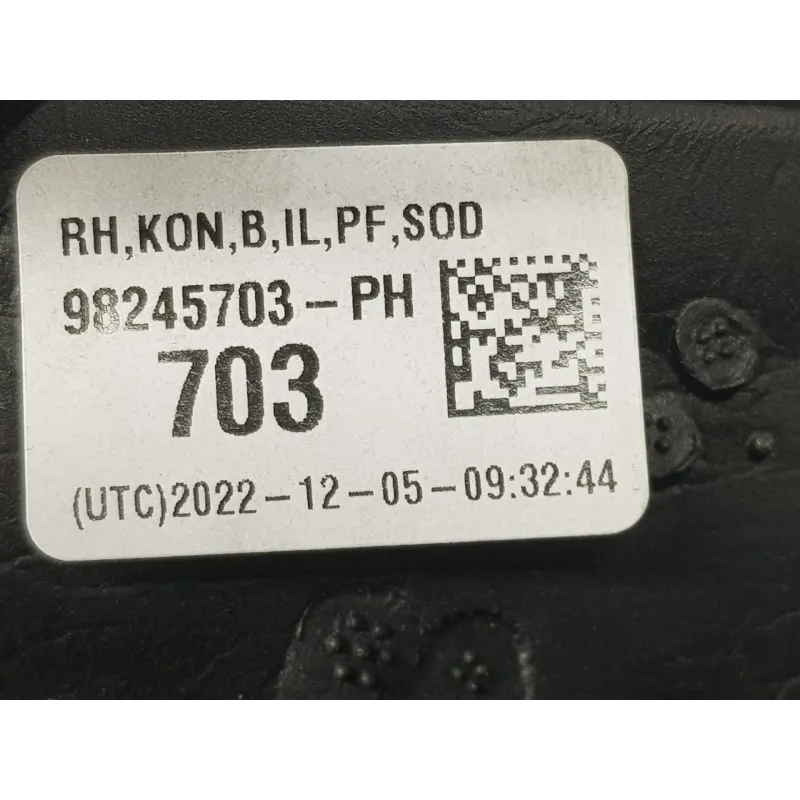 RH,KON,B,IL,PF,SOD
98245703-PH
703
(UTC)2022-12-05-09:32:44